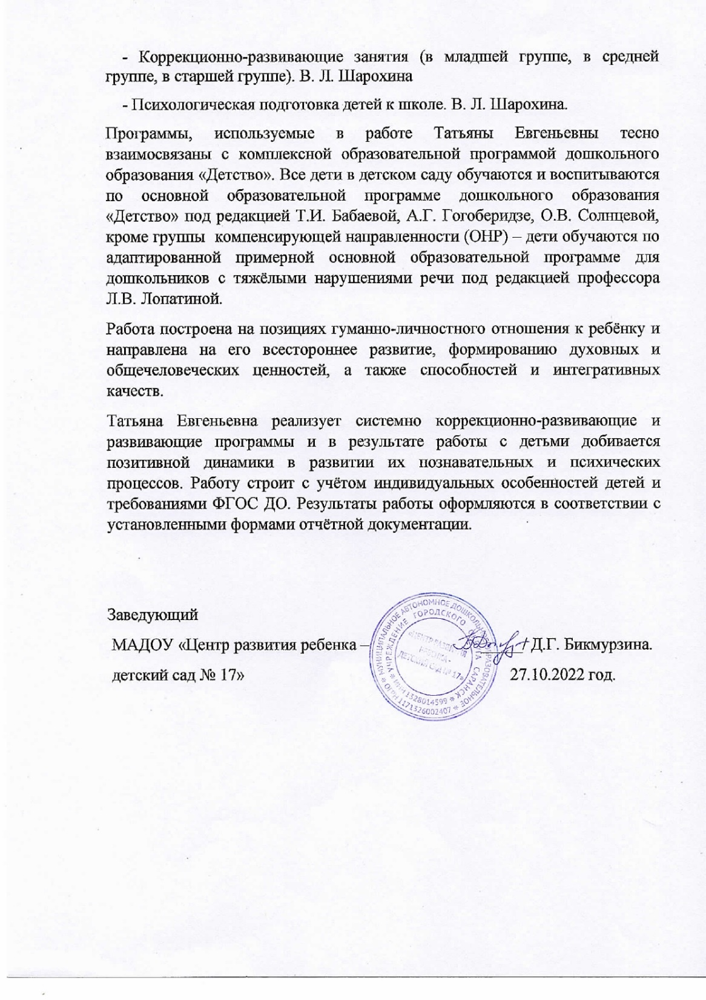 - Коррекционно-развивающие занятия (в младшей группе, в средней
группе, в старшей группе). В. Л. Шарохина
- Психологическая подготовка детей к школе. В. Л. Шарохина.
Программы, используемые в работе Татьяны Евгеньевны тесно
взаимосвязаны с комплексной образовательной программой дошкольного
образования «Детство». Все дети в детском саду обучаются и воспитываются
по основной образовательной программе дошкольного образования
«Детство» под редакцией Т.И. Бабаевой, А.Г. Гогоберидзе, О.В. Солнцевой,
кроме группы компенсирующей направленности (ОНР) – дети обучаются по
адаптированной примерной основной образовательной программе для
дошкольников с тяжёлыми нарушениями речи под редакцией профессора
Л.В. Лопатиной.
Работа построена на позициях гуманно-личностного отношения к ребёнку и
направлена на его всестороннее развитие, формированию духовных и
общечеловеческих ценностей, а также способностей и интегративных
качеств.
Татьяна Евгеньевна реализует системно коррекционно-развивающие и
развивающие программы и в результате работы с детьми добивается
позитивной динамики в развитии их познавательных и психических
процессов. Работу строит с учётом индивидуальных особенностей детей и
требованиями ФГОС ДО. Результаты работы оформляются в соответствии с
установленными формами отчётной документации.
Заведующий
МАДОУ «Центр развития ребенка – / Д.Г. Бикмурзина.
детский сад № 17» 27.10.2022 год.
МУНИЦИПАЛЬНОЕ АВТОНОМНОЕ ДОШКОЛЬНОЕ ОБРАЗОВАТЕЛЬНОЕ
УЧРЕЖДЕНИЕ ГОРОДСКОГО ОКРУГА САРАНСК
«ЦЕНТР РАЗВИТИЯ
РЕБЕНКА -
ДЕТСКИЙ САД № 17»
* ИНН 1328014599 *
* ОГРН 1171326002407 *